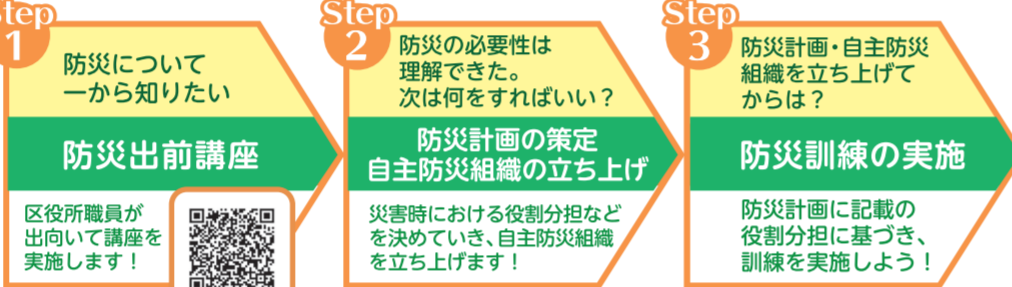 Step
1
防災について
一から知りたい
防災出前講座
区役所職員が
出向いて講座を
実施します！
Step
2
防災の必要性は
理解できた。
次は何をすればいい？
防災計画の策定
自主防災組織の立ち上げ
災害時における役割分担など
を決めていき、自主防災組織
を立ち上げます！
Step
3
防災計画・自主防災
組織を立ち上げて
からは？
防災訓練の実施
防災計画に記載の
役割分担に基づき、
訓練を実施しよう！